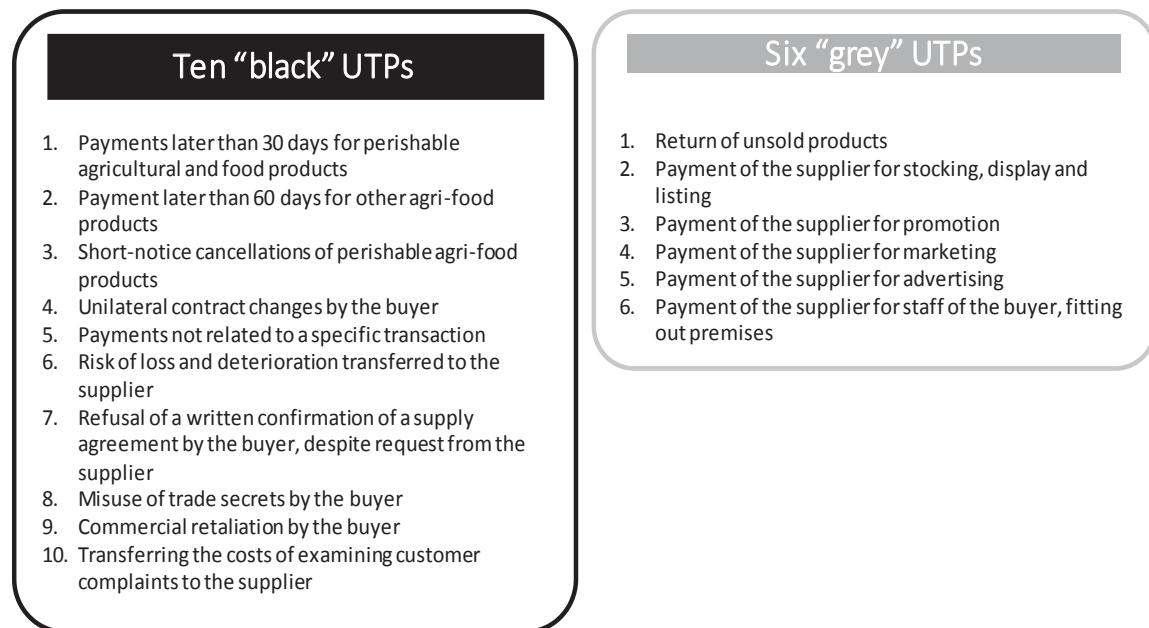 Ten “black” UTPs
1. Payments later than 30 days for perishable
agricultural and food products
2. Payment later than 60 days for other agri-food
products
3. Short-notice cancellations of perishable agri-food
products
4. Unilateral contract changes by the buyer
5. Payments not related to a specific transaction
6. Risk of loss and deterioration transferred to the
supplier
7. Refusal of a written confirmation of a supply
agreement by the buyer, despite request from the
supplier
8. Misuse of trade secrets by the buyer
9. Commercial retaliation by the buyer
10. Transferring the costs of examining customer
complaints to the supplier
Six “grey” UTPs
1. Return of unsold products
2. Payment of the supplier for stocking, display and
listing
3. Payment of the supplier for promotion
4. Payment of the supplier for marketing
5. Payment of the supplier for advertising
6. Payment of the supplier for staff of the buyer, fitting
out premises